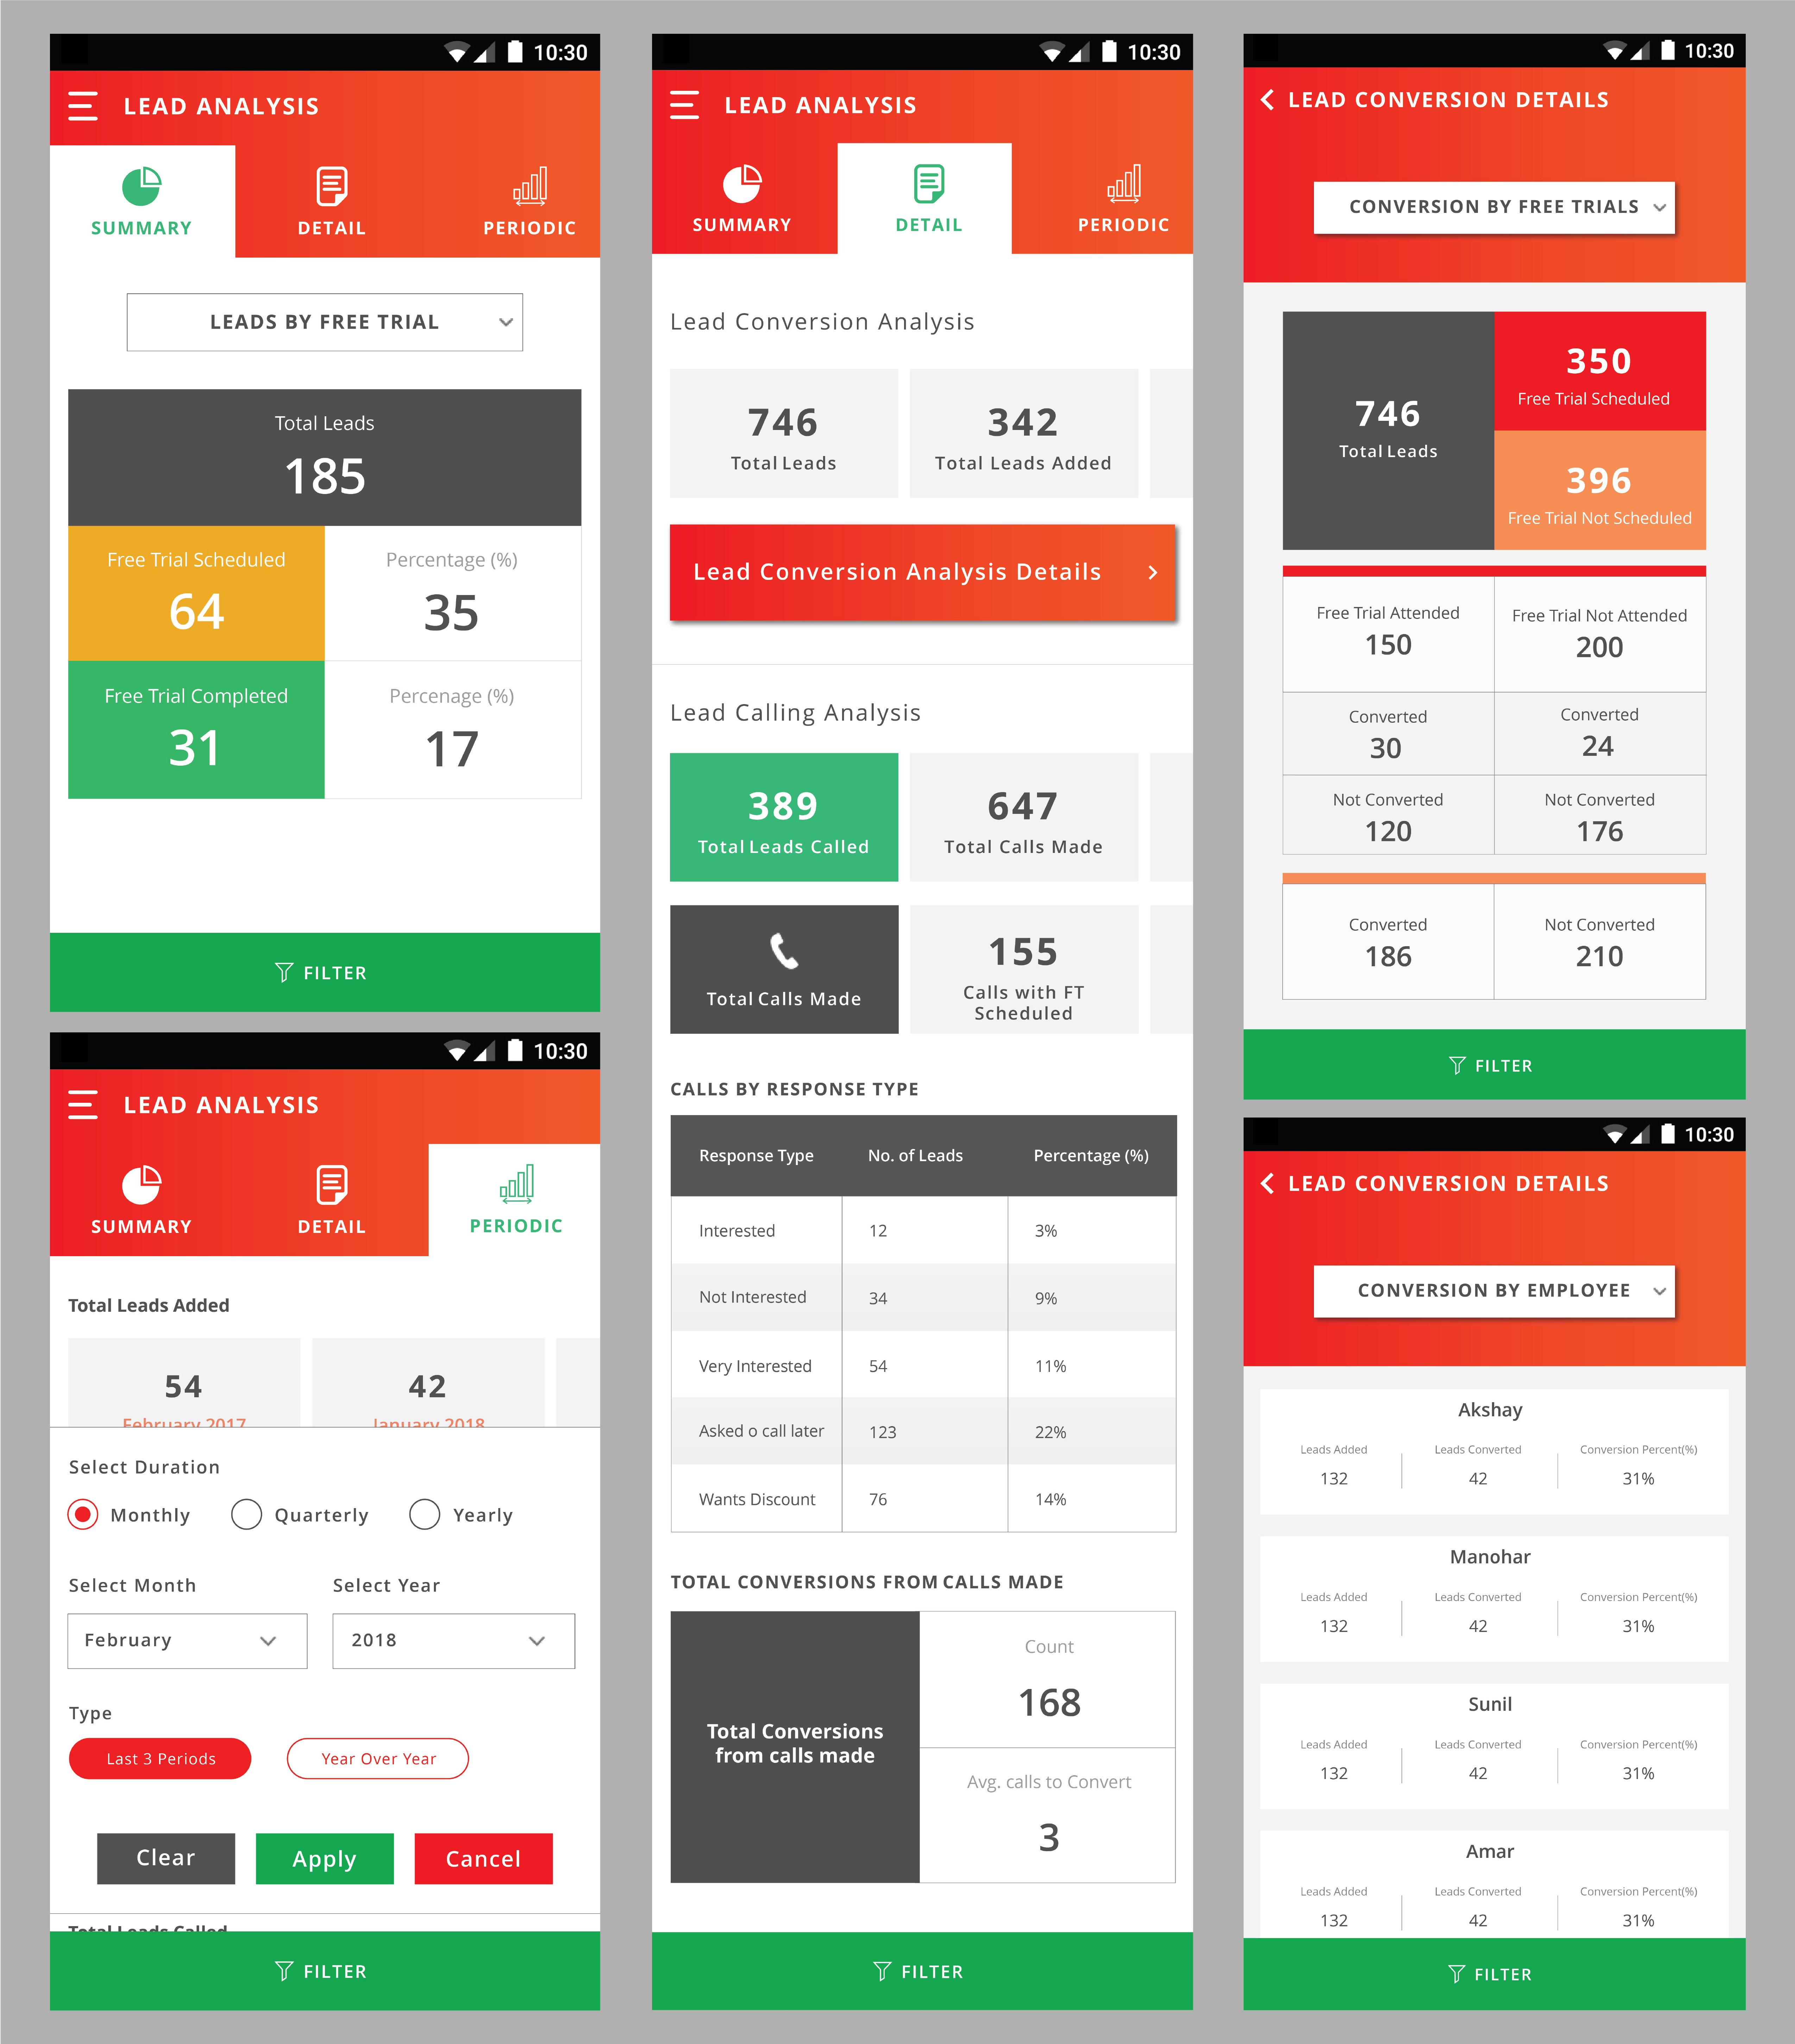 10:30
LEAD ANALYSIS
SUMMARY DETAIL PERIODIC
LEADS BY FREE TRIAL
Total Leads
185
Free Trial Scheduled Percentage (%)
64 35
Free Trial Completed Percenage (%)
31 17
FILTER
10:30
LEAD ANALYSIS
SUMMARY DETAIL PERIODIC
Total Leads Added
54 42
February 2017 January 2018
Select Duration
Monthly Quarterly Yearly
Select Month Select Year
February 2018
Type
Last 3 Periods Year Over Year
Clear Apply Cancel
Total Leads Called
FILTER
10:30
LEAD ANALYSIS
SUMMARY DETAIL PERIODIC
Lead Conversion Analysis
746 342
Total Leads Total Leads Added
Lead Conversion Analysis Details
Lead Calling Analysis
389 647
Total Leads Called Total Calls Made
155
Total Calls Made Calls with FT
Scheduled
CALLS BY RESPONSE TYPE
Response Type No. of Leads Percentage (%)
Interested 12 3%
Not Interested 34 9%
Very Interested 54 11%
Asked o call later 123 22%
Wants Discount 76 14%
TOTAL CONVERSIONS FROM CALLS MADE
Count
168
Total Conversions
from calls made
Avg. calls to Convert
3
FILTER
10:30
LEAD CONVERSION DETAILS
CONVERSION BY FREE TRIALS
350
Free Trial Scheduled
746
Total Leads
396
Free Trial Not Scheduled
Free Trial Attended Free Trial Not Attended
150 200
Converted Converted
30 24
Not Converted Not Converted
120 176
Converted Not Converted
186 210
FILTER
10:30
LEAD CONVERSION DETAILS
CONVERSION BY EMPLOYEE
Akshay
Leads Added Leads Converted Conversion Percent(%)
132 42 31%
Manohar
Leads Added Leads Converted Conversion Percent(%)
132 42 31%
Sunil
Leads Added Leads Converted Conversion Percent(%)
132 42 31%
Amar
Leads Added Leads Converted Conversion Percent(%)
132 42 31%
FILTER